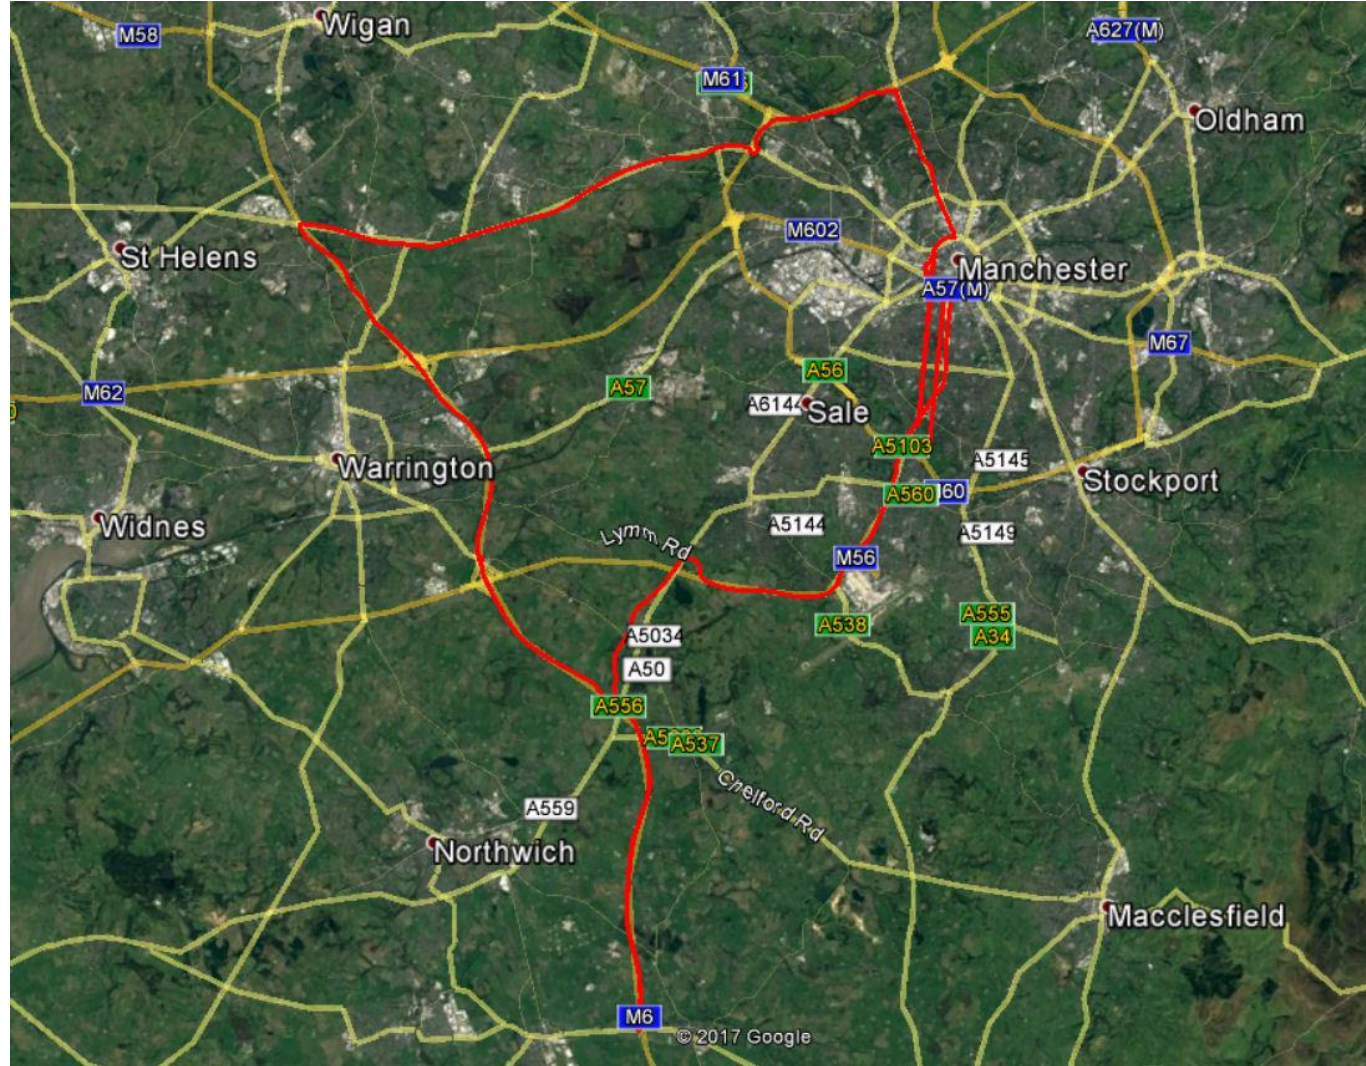 Wigan
M58
A627(M)
M61
Oldham
M602
St Helens
Manchester
A57(M)
M67
A56
A57
M62
A6144
Sale
A5103
A5145
Warrington
Stockport
A560
60
Widnes
A5144
A5149
Lymm Rd
M56
A555
A538
A34
A5034
A50
A556
A537
Chelford Rd
A559
Northwich
Macclesfield
M6
© 2017 Google